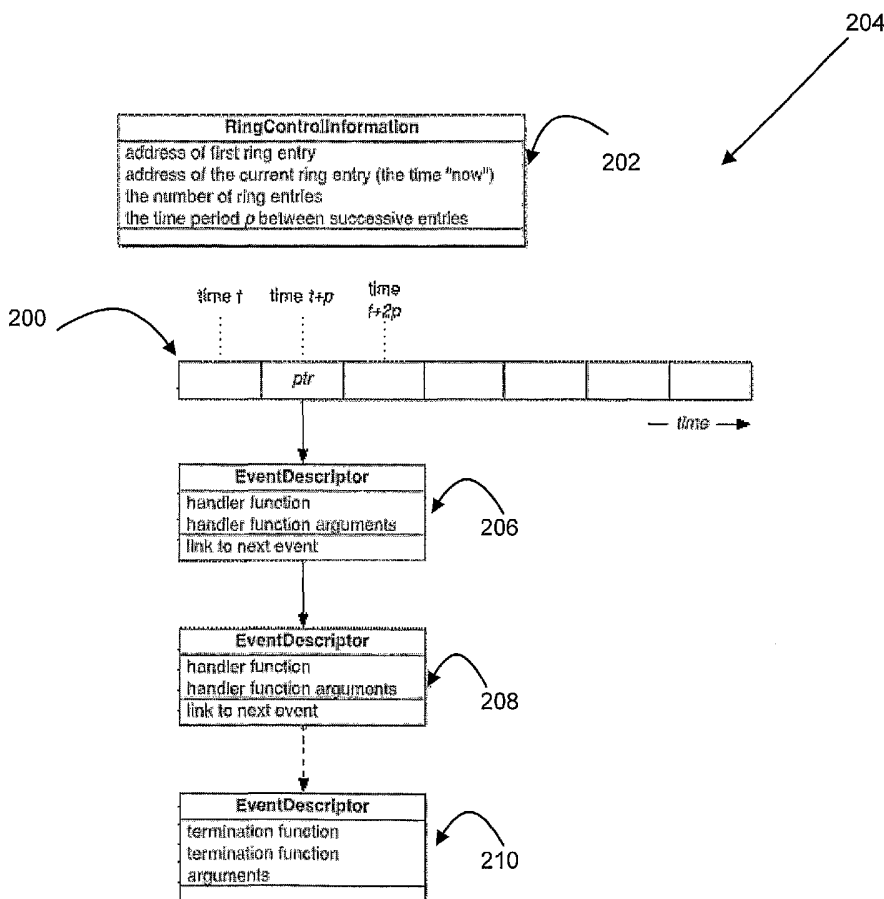 204
RingControlInformation
address of first ring entry
address of the current ring entry (the time "now")
the number of ring entries
the time period p between successive entries
202
time t
time t+p
time
t+2p
200
ptr
time
EventDescriptor
handler function
handler function arguments
link to next event
206
EventDescriptor
handler function
handler function arguments
link to next event
208
EventDescriptor
termination function
termination function
arguments
210